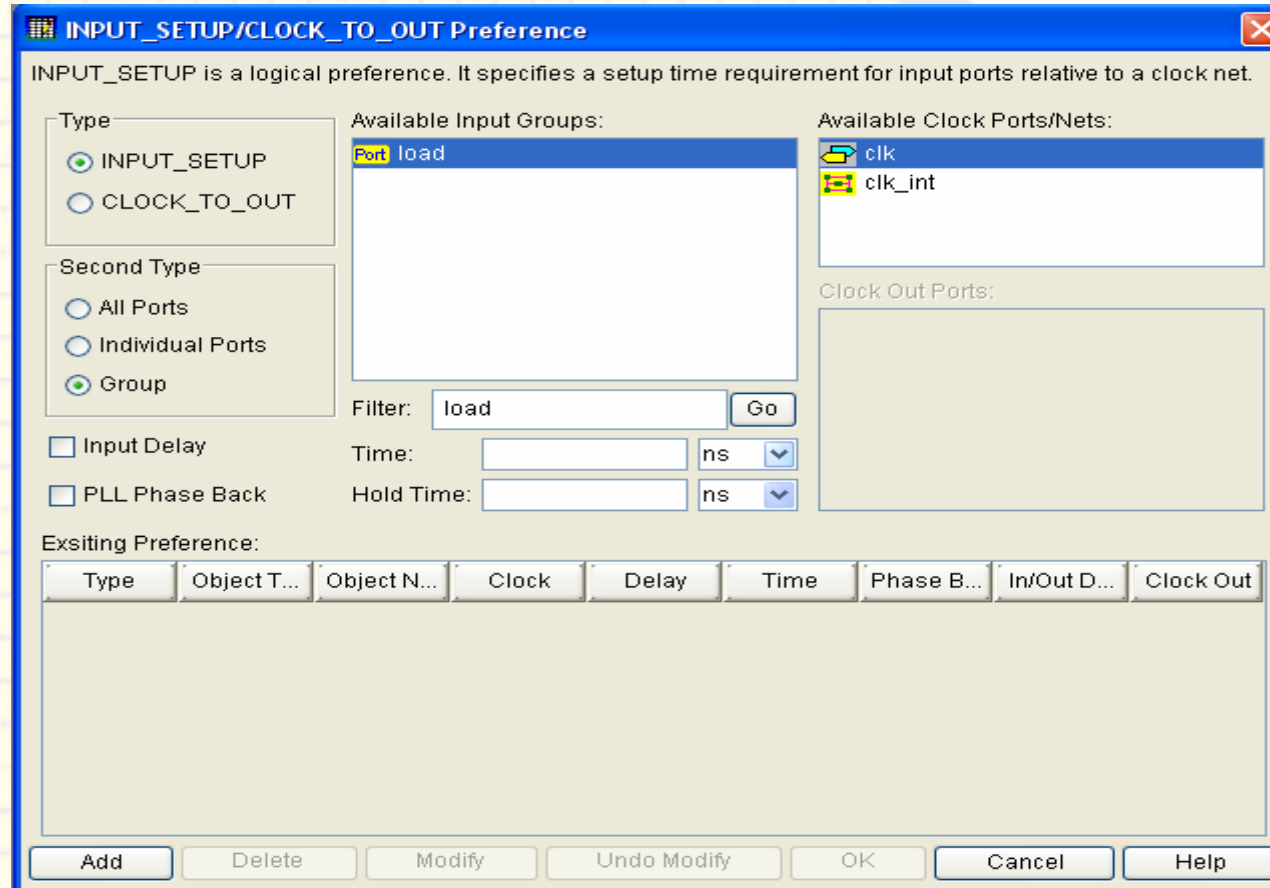 INPUT_SETUP/CLOCK_TO_OUT Preference
INPUT_SETUP is a logical preference. It specifies a setup time requirement for input ports relative to a clock net.
Type
INPUT_SETUP
CLOCK_TO_OUT
Second Type
All Ports
Individual Ports
Group
Input Delay
PLL Phase Back
Available Input Groups:
Port load
Filter: load Go
Time: ns
Hold Time: ns
Available Clock Ports/Nets:
clk
clk_int
Clock Out Ports:
Exsiting Preference:
Type Object T... Object N... Clock Delay Time Phase B... In/Out D... Clock Out
Add Delete Modify Undo Modify OK Cancel Help